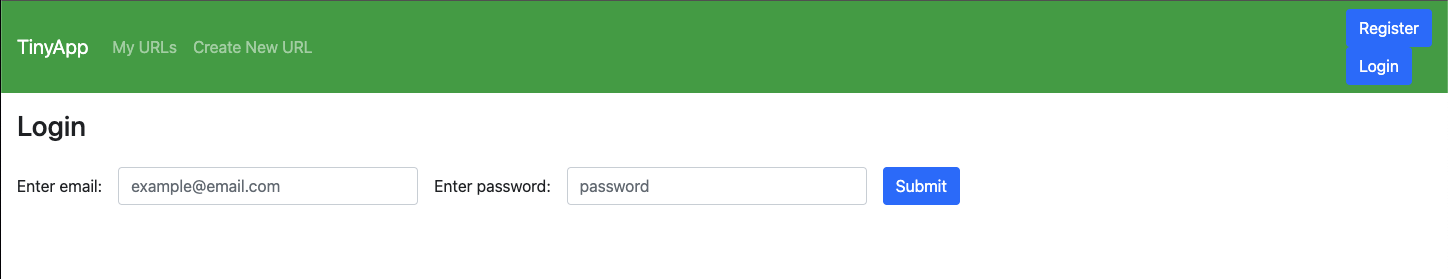 TinyApp My URLs Create New URL Register
Login
Login
Enter email: example@email.com Enter password: password Submit